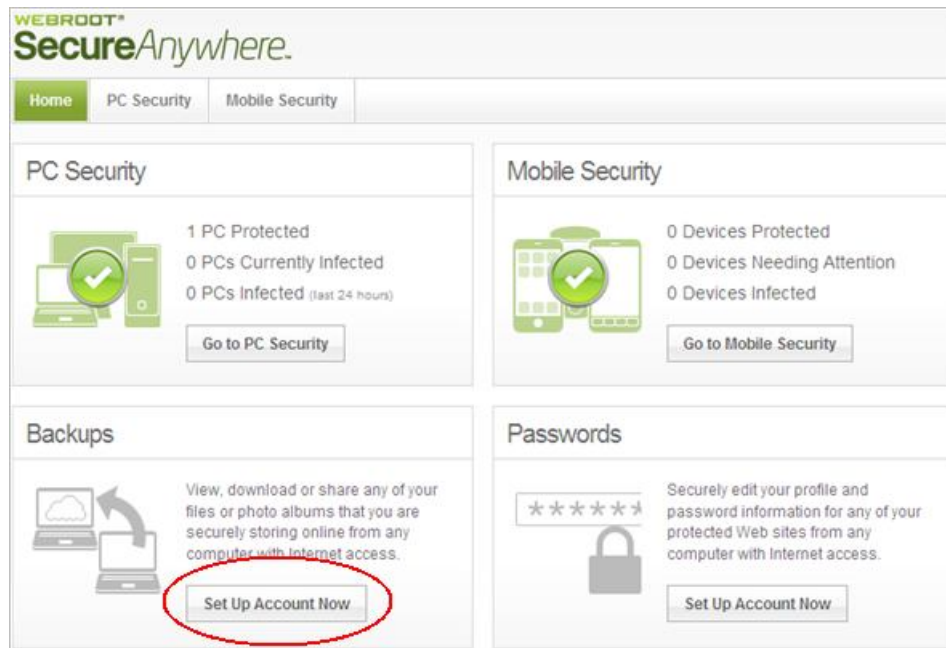 WEBROOT®
SecureAnywhere™
Home PC Security Mobile Security
PC Security
1 PC Protected
0 PCs Currently Infected
0 PCs Infected (last 24 hours)
Go to PC Security
Mobile Security
0 Devices Protected
0 Devices Needing Attention
0 Devices Infected
Go to Mobile Security
Backups
View, download or share any of your
files or photo albums that you are
securely storing online from any
computer with Internet access.
Set Up Account Now
Passwords
******
Securely edit your profile and
password information for any of your
protected Web sites from any
computer with Internet access.
Set Up Account Now